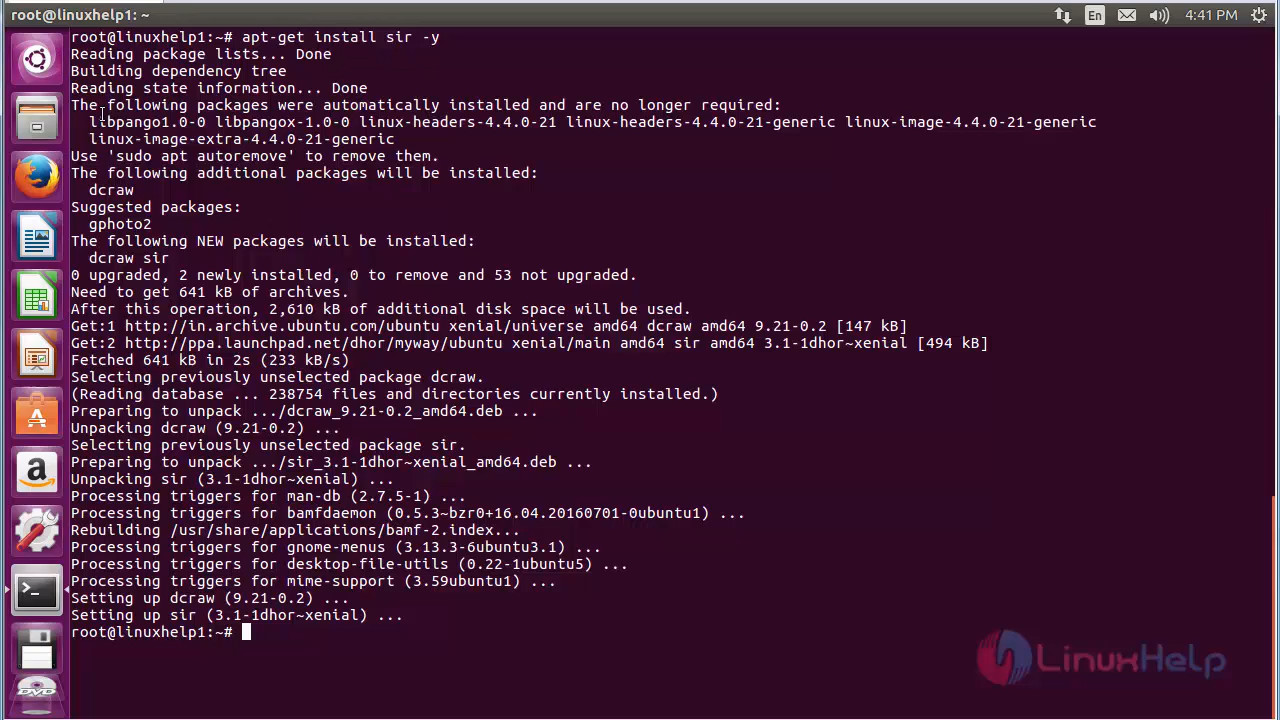 root@linuxhelp1: ~
En
4:41 PM
root@linuxhelp1:~# apt-get install sir -y
Reading package lists... Done
Building dependency tree
Reading state information... Done
The following packages were automatically installed and are no longer required:
libpango1.0-0 libpangox-1.0-0 linux-headers-4.4.0-21 linux-headers-4.4.0-21-generic linux-image-4.4.0-21-generic
linux-image-extra-4.4.0-21-generic
Use 'sudo apt autoremove' to remove them.
The following additional packages will be installed:
dcraw
Suggested packages:
gphoto2
The following NEW packages will be installed:
dcraw sir
0 upgraded, 2 newly installed, 0 to remove and 53 not upgraded.
Need to get 641 kB of archives.
After this operation, 2,610 kB of additional disk space will be used.
Get:1 http://in.archive.ubuntu.com/ubuntu xenial/universe amd64 dcraw amd64 9.21-0.2 [147 kB]
Get:2 http://ppa.launchpad.net/dhor/myway/ubuntu xenial/main amd64 sir amd64 3.1-1dhor~xenial [494 kB]
Fetched 641 kB in 2s (233 kB/s)
Selecting previously unselected package dcraw.
(Reading database ... 238754 files and directories currently installed.)
Preparing to unpack .../dcraw_9.21-0.2_amd64.deb ...
Unpacking dcraw (9.21-0.2) ...
Selecting previously unselected package sir.
Preparing to unpack .../sir_3.1-1dhor~xenial_amd64.deb ...
Unpacking sir (3.1-1dhor~xenial) ...
Processing triggers for man-db (2.7.5-1) ...
Processing triggers for bamfdaemon (0.5.3~bzr0+16.04.20160701-0ubuntu1) ...
Rebuilding /usr/share/applications/bamf-2.index...
Processing triggers for gnome-menus (3.13.3-6ubuntu3.1) ...
Processing triggers for desktop-file-utils (0.22-1ubuntu5) ...
Processing triggers for mime-support (3.59ubuntu1) ...
Setting up dcraw (9.21-0.2) ...
Setting up sir (3.1-1dhor~xenial) ...
root@linuxhelp1:~#
LinuxHelp
DVD